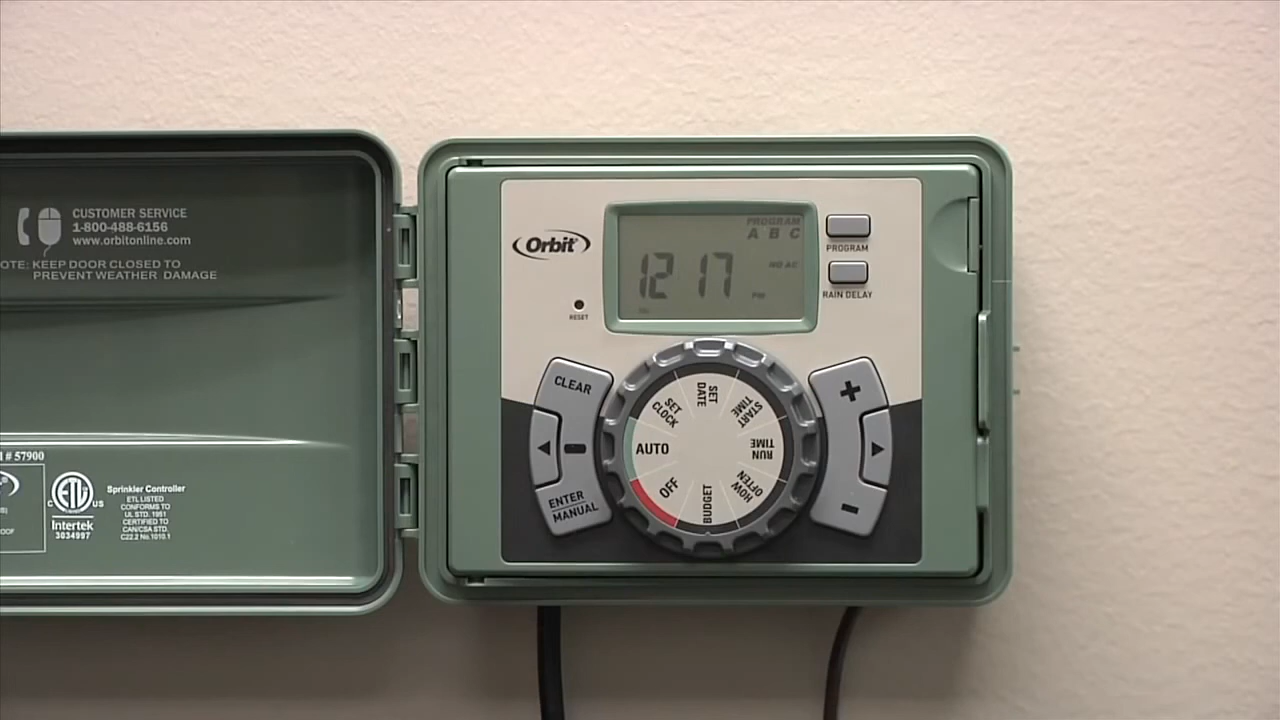 CUSTOMER SERVICE
1-800-488-6156
www.orbitonline.com
OTE: KEEP DOOR CLOSED TO
PREVENT WEATHER DAMAGE
# 57900
ETL
C US
Intertek
3034997
Sprinkler Controller
ETL LISTED
CONFORMS TO
UL STD. 1951
CERTIFIED TO
CAN/CSA STD.
C22.2 No.1010.1
Orbit
RESET
PROGRAM
A B C
12 17
NO AC
PM
PROGRAM
RAIN DELAY
CLEAR
ENTER
MANUAL
+
-
SET
CLOCK
SET
DATE
START
TIME
RUN
TIME
HOW
OFTEN
BUDGET
OFF
AUTO